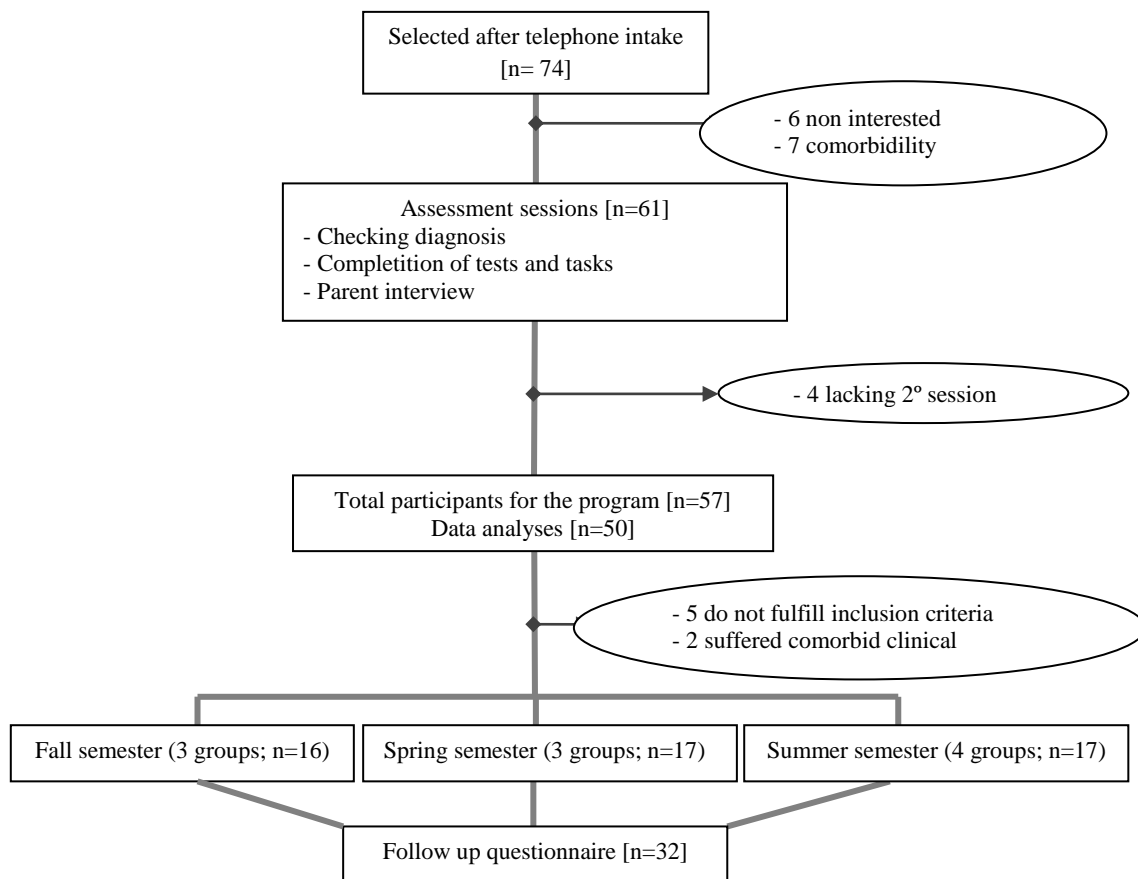 Selected after telephone intake
[n= 74]
- 6 non interested
- 7 comorbidility
Assessment sessions [n=61]
- Checking diagnosis
- Completition of tests and tasks
- Parent interview
- 4 lacking 2º session
Total participants for the program [n=57]
Data analyses [n=50]
- 5 do not fulfill inclusion criteria
- 2 suffered comorbid clinical
Fall semester (3 groups; n=16)
Spring semester (3 groups; n=17)
Summer semester (4 groups; n=17)
Follow up questionnaire [n=32]